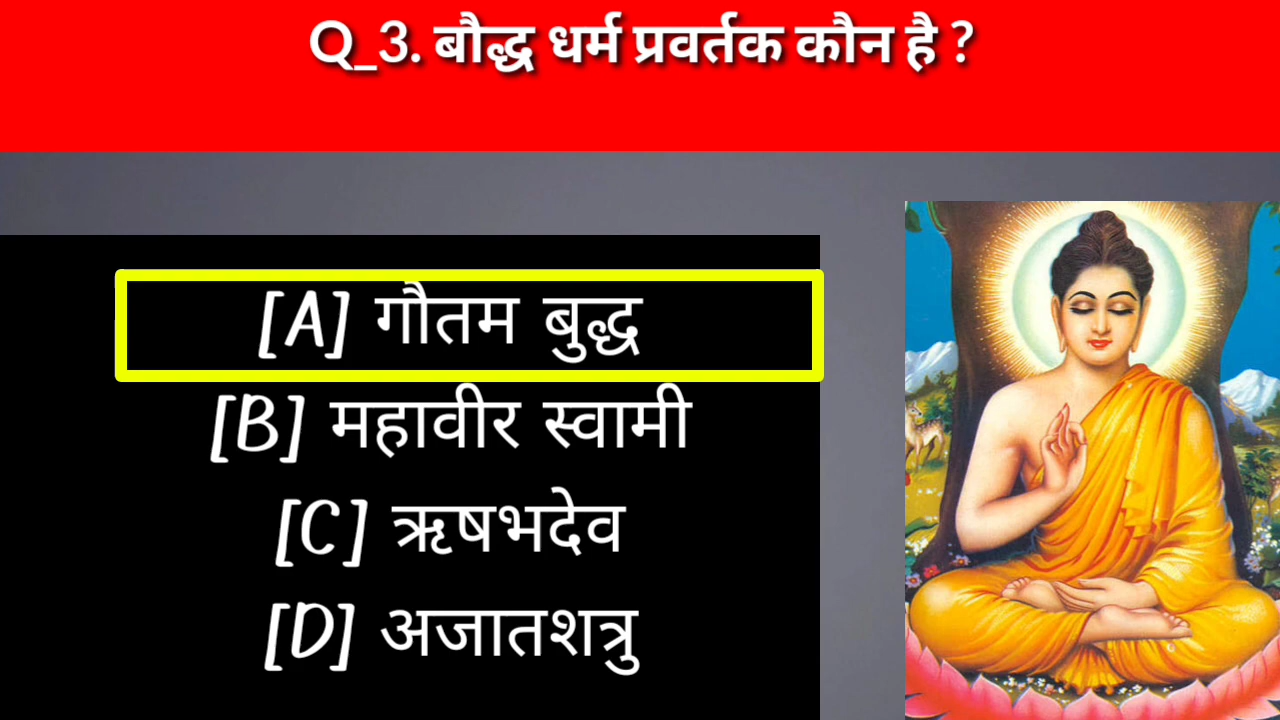 Q_3. बौद्ध धर्म प्रवर्तक कौन है ?
[A] गौतम बुद्ध
[B] महावीर स्वामी
[C] ऋषभदेव
[D] अजातशत्रु